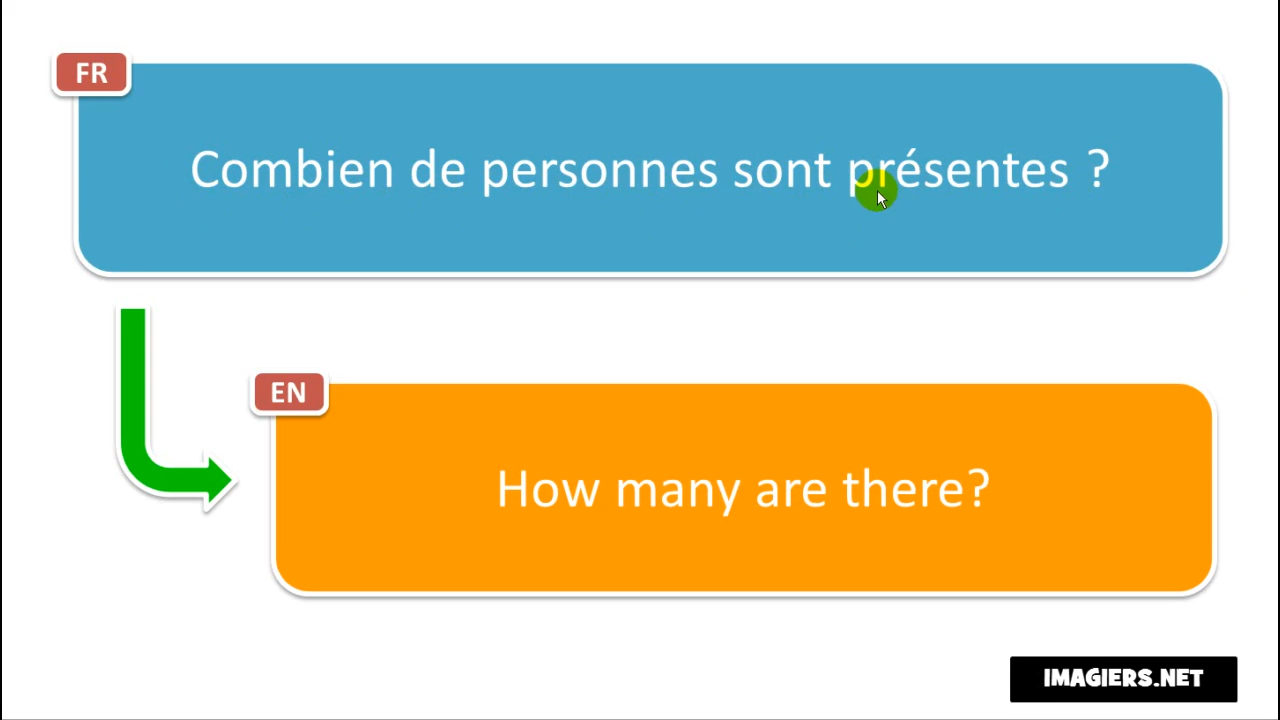 FR
Combien de personnes sont présentes ?
EN
How many are there?
IMAGIERS.NET